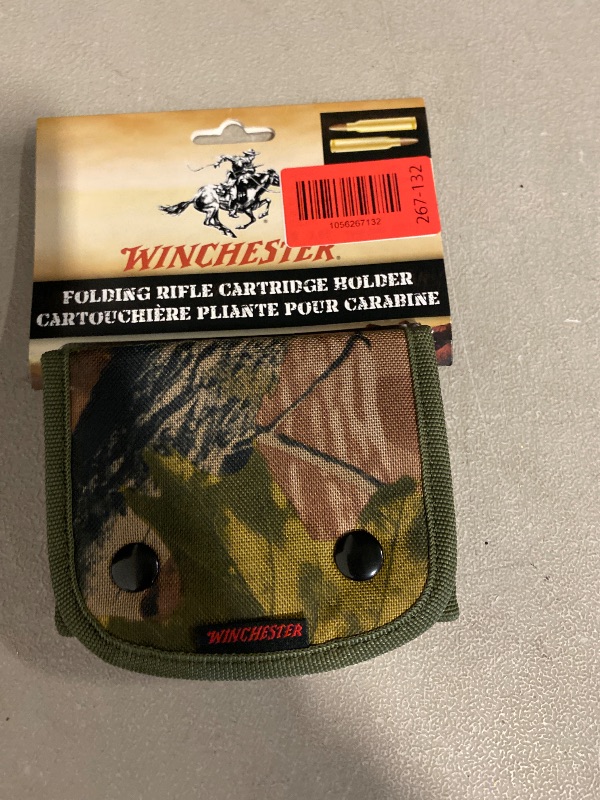 1056267132
267-132
WINCHESTER
FOLDING RIFLE CARTRIDGE HOLDER
CARTOUCHIÈRE PLIANTE POUR CARABINE
WINCHESTER